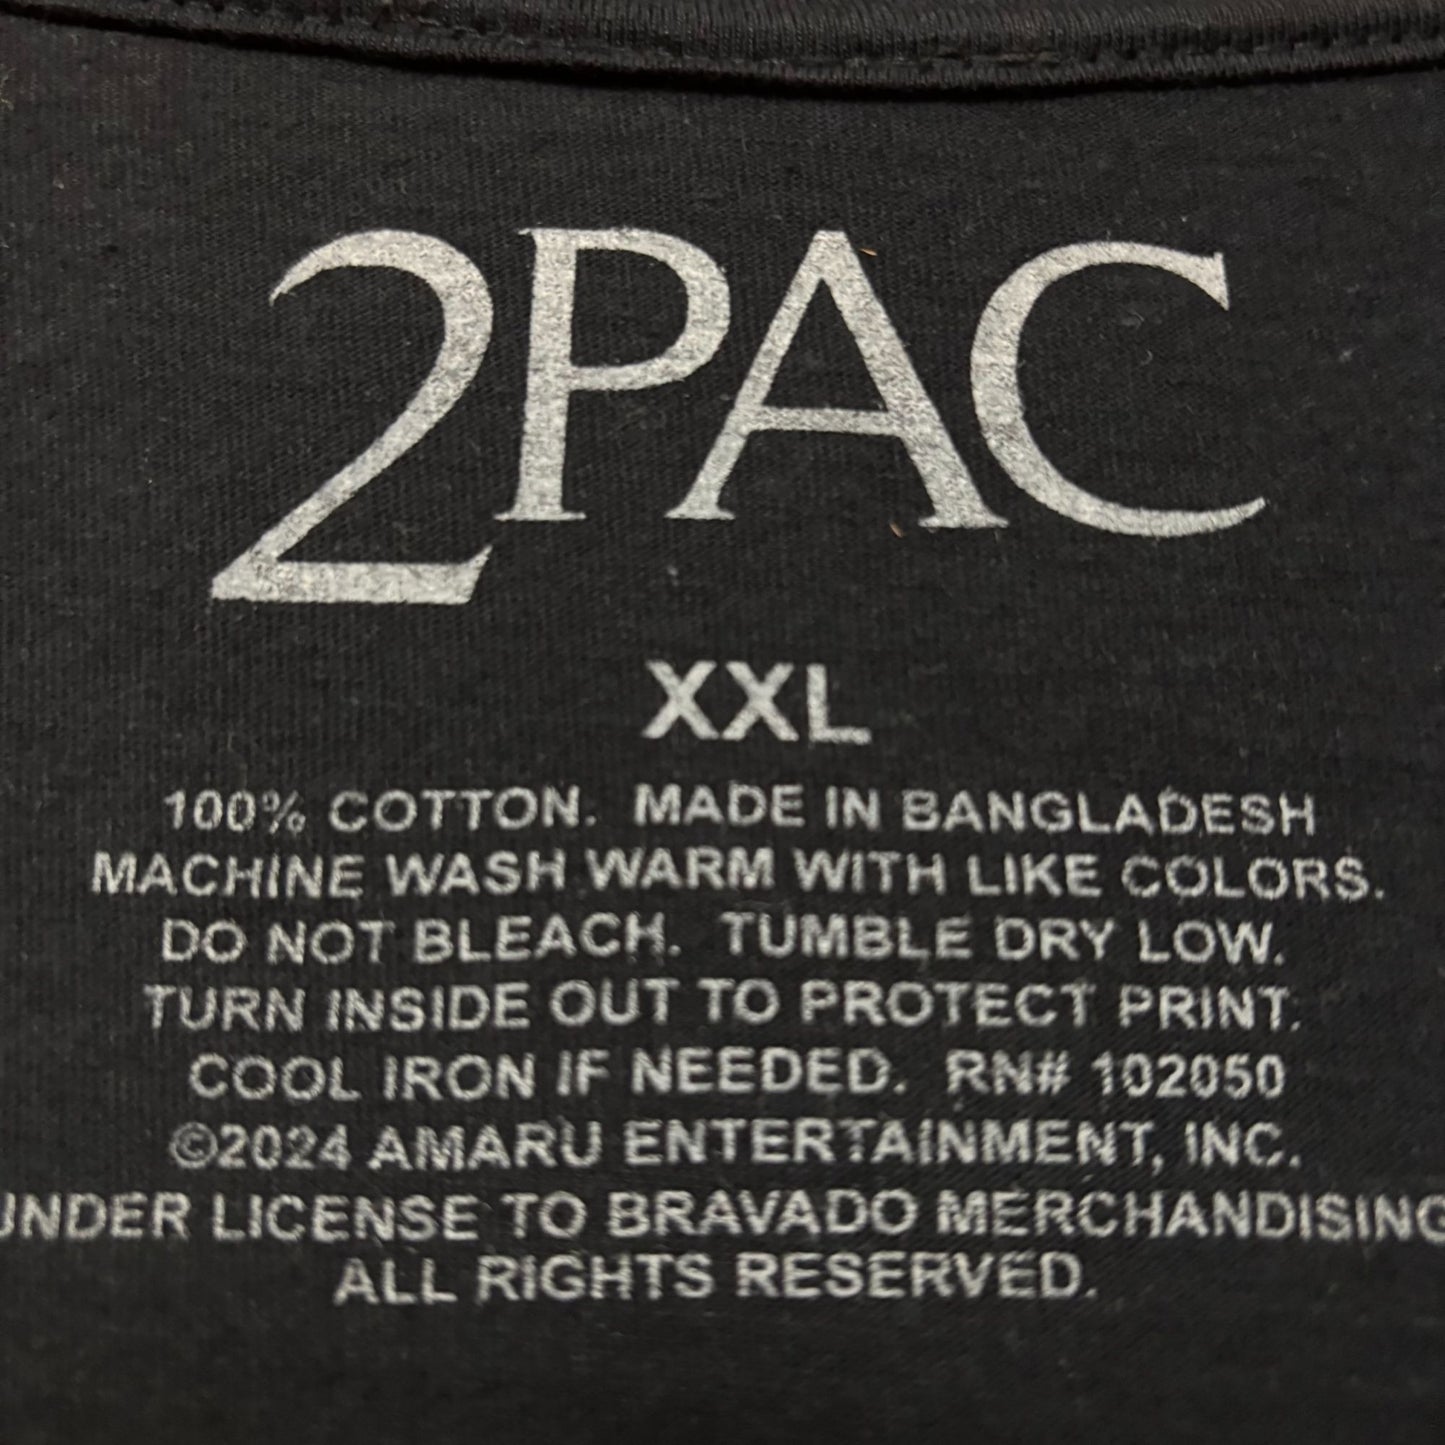 2PAC
XXL
100% COTTON. MADE IN BANGLADESH
MACHINE WASH WARM WITH LIKE COLORS.
DO NOT BLEACH. TUMBLE DRY LOW.
TURN INSIDE OUT TO PROTECT PRINT.
COOL IRON IF NEEDED. RN# 102050
©2024 AMARU ENTERTAINMENT, INC.
UNDER LICENSE TO BRAVADO MERCHANDISING
ALL RIGHTS RESERVED.